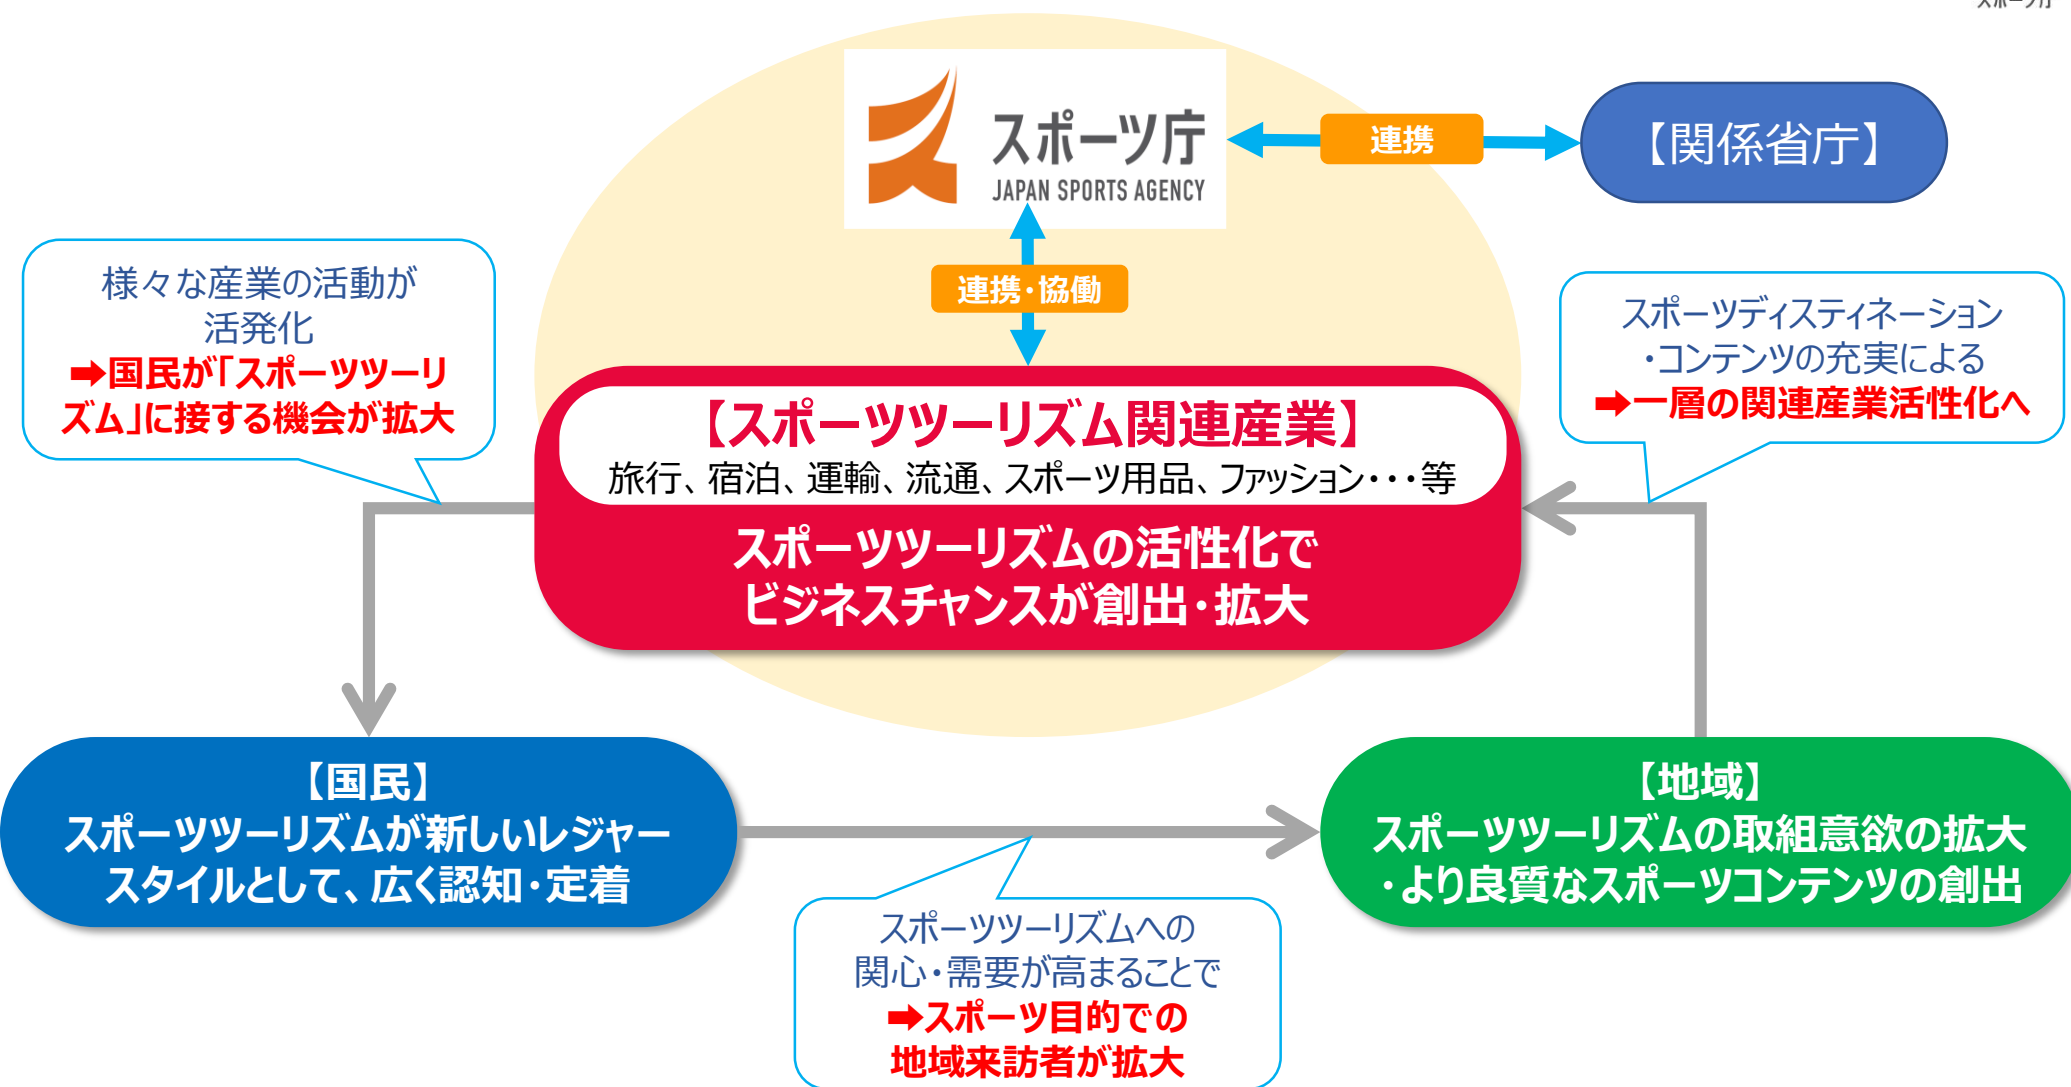 スポーツ庁
スポーツ庁
JAPAN SPORTS AGENCY
連携
【関係省庁】
連携・協働
様々な産業の活動が
活発化
➡国民が「スポーツツーリ
ズム」に接する機会が拡大
スポーツディスティネーション
・コンテンツの充実による
➡一層の関連産業活性化へ
【スポーツツーリズム関連産業】
旅行、宿泊、運輸、流通、スポーツ用品、ファッション・・・等
スポーツツーリズムの活性化で
ビジネスチャンスが創出・拡大
【国民】
スポーツツーリズムが新しいレジャー
スタイルとして、広く認知・定着
【地域】
スポーツツーリズムの取組意欲の拡大
・より良質なスポーツコンテンツの創出
スポーツツーリズムへの
関心・需要が高まることで
➡スポーツ目的での
地域来訪者が拡大